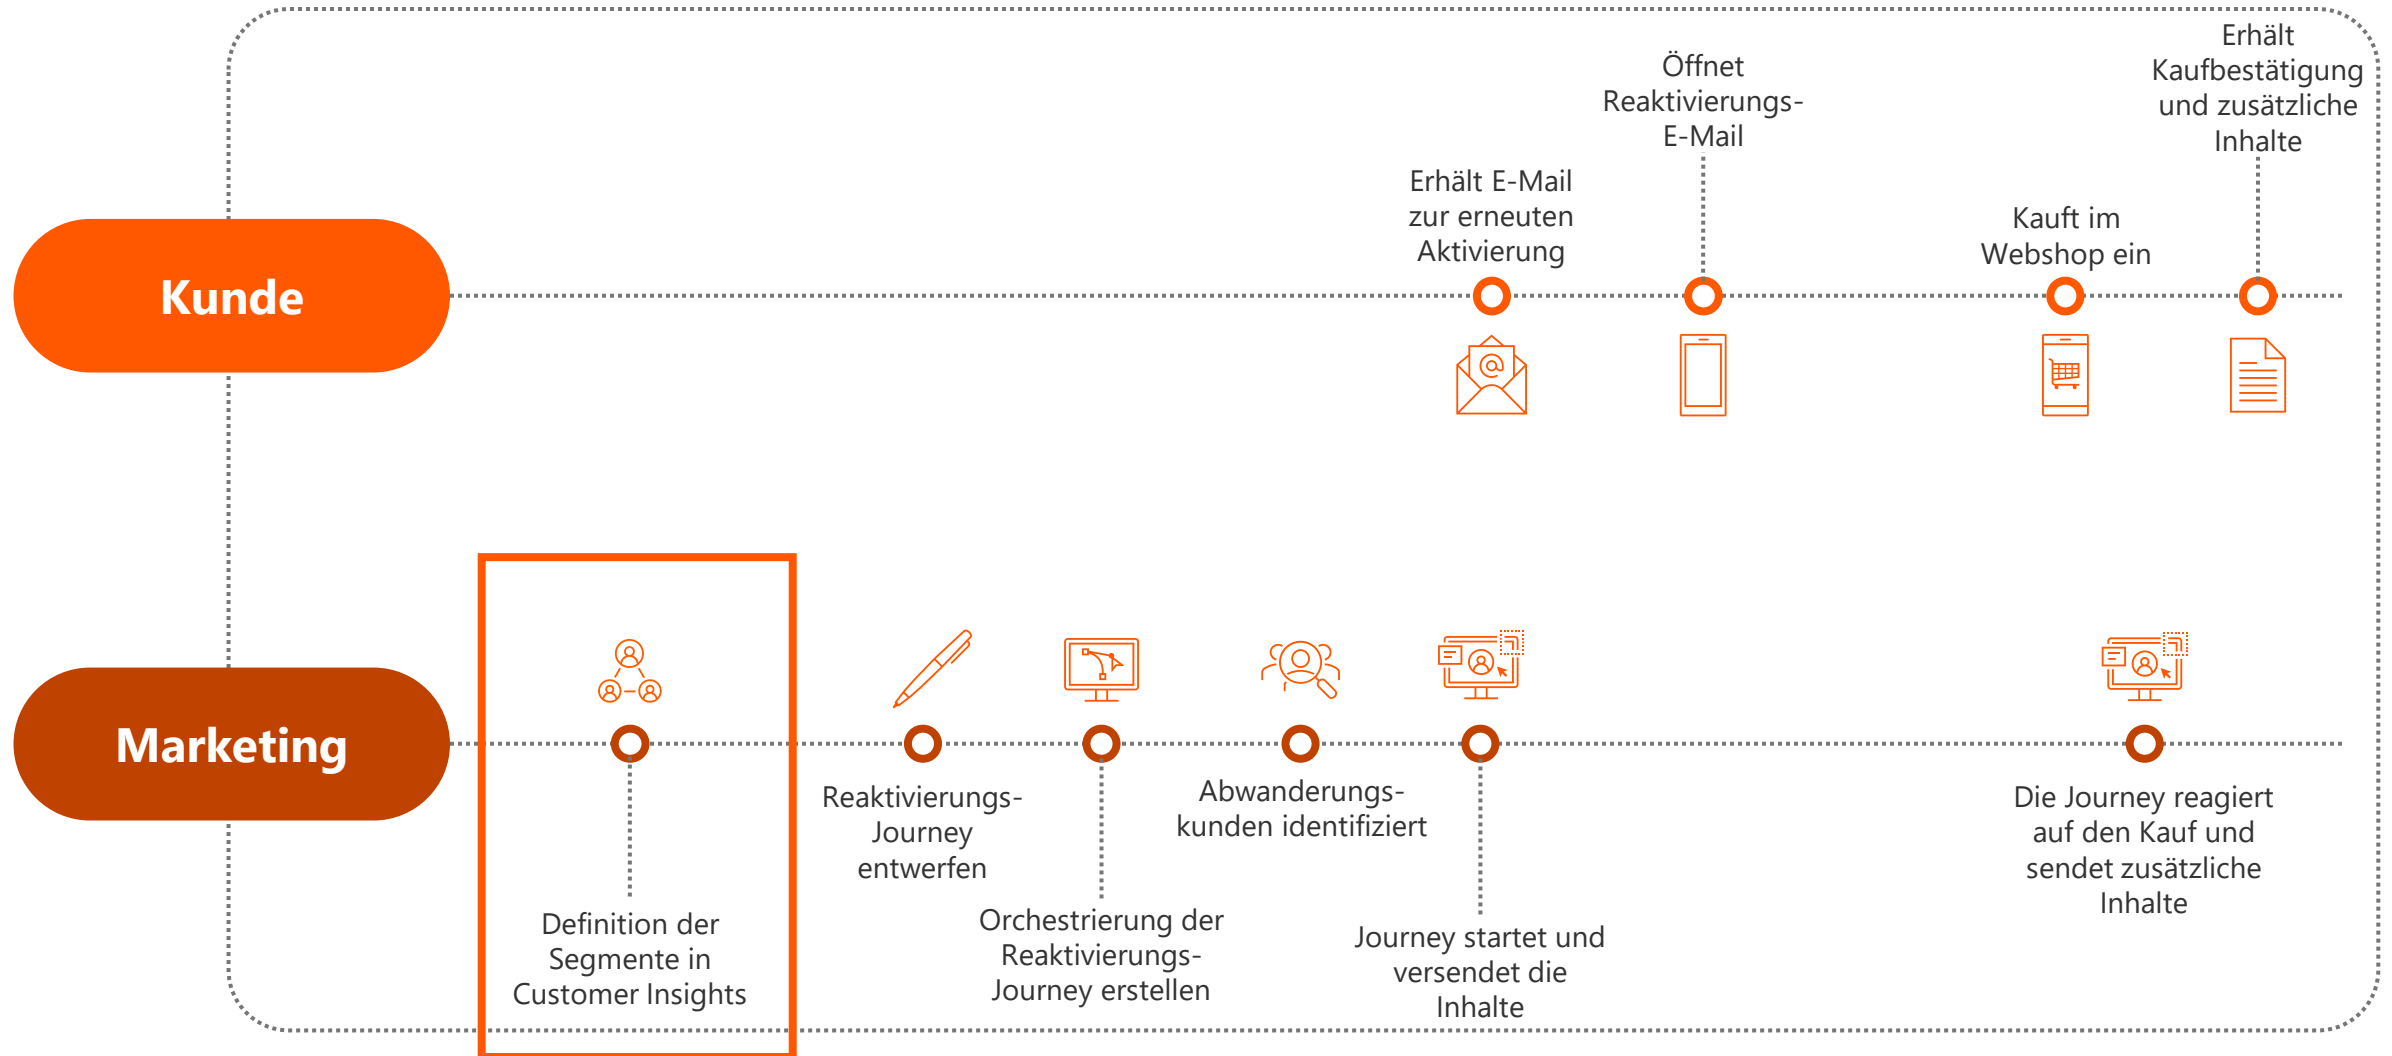 Kunde
Erhält E-Mail
zur erneuten
Aktivierung
Öffnet
Reaktivierungs-
E-Mail
Kauft im
Webshop ein
Erhält
Kaufbestätigung
und zusätzliche
Inhalte
Marketing
Definition der
Segmente in
Customer Insights
Reaktivierungs-
Journey
entwerfen
Orchestrierung der
Reaktivierungs-
Journey erstellen
Abwanderungs-
kunden identifiziert
Journey startet und
versendet die
Inhalte
Die Journey reagiert
auf den Kauf und
sendet zusätzliche
Inhalte